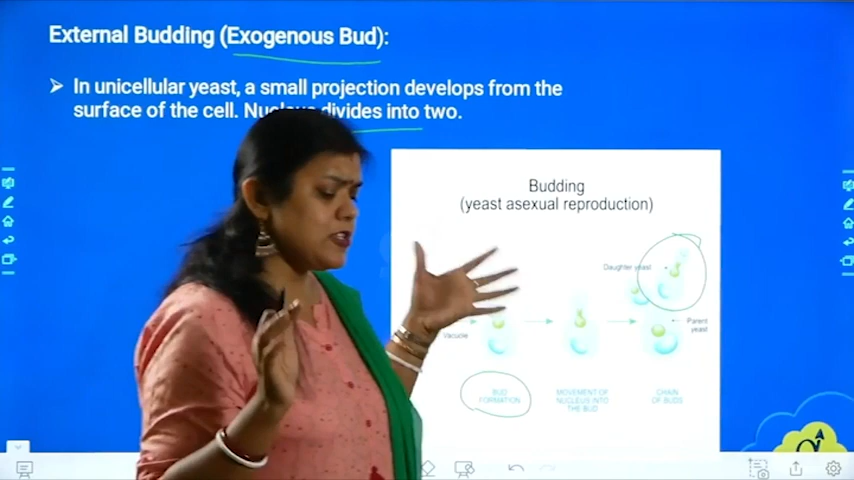 External Budding (Exogenous Bud):
➤ In unicellular yeast, a small projection develops from the
surface of the cell. Nucleus divides into two.
Budding
(yeast asexual reproduction)
Daughter yeast
Vacuole
Parent
yeast
BUD
FORMATION
MOVEMENT OF
NUCLEUS INTO
THE BUD
CHAIN
OF BUDS